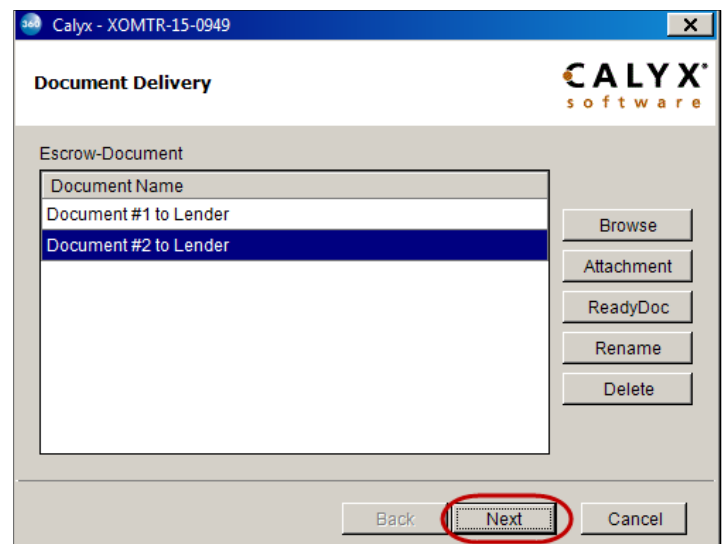 360 Calyx - XOMTR-15-0949 X
Document Delivery
CALYX®
software
Escrow-Document
Document Name
Document #1 to Lender
Document #2 to Lender
Browse
Attachment
ReadyDoc
Rename
Delete
Back Next Cancel